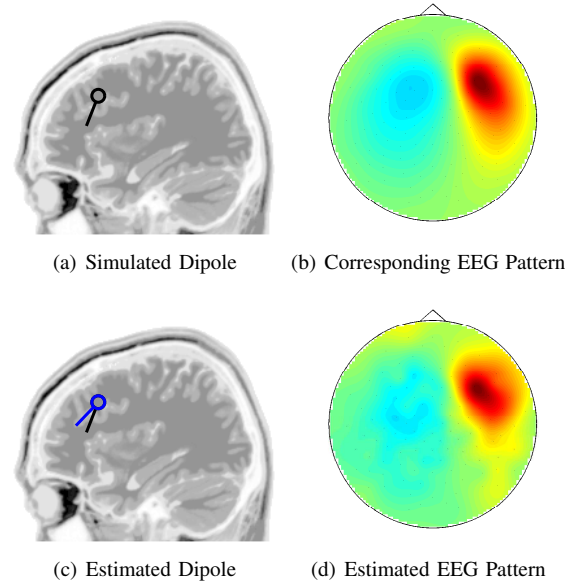 (a) Simulated Dipole
(b) Corresponding EEG Pattern
(c) Estimated Dipole
(d) Estimated EEG Pattern